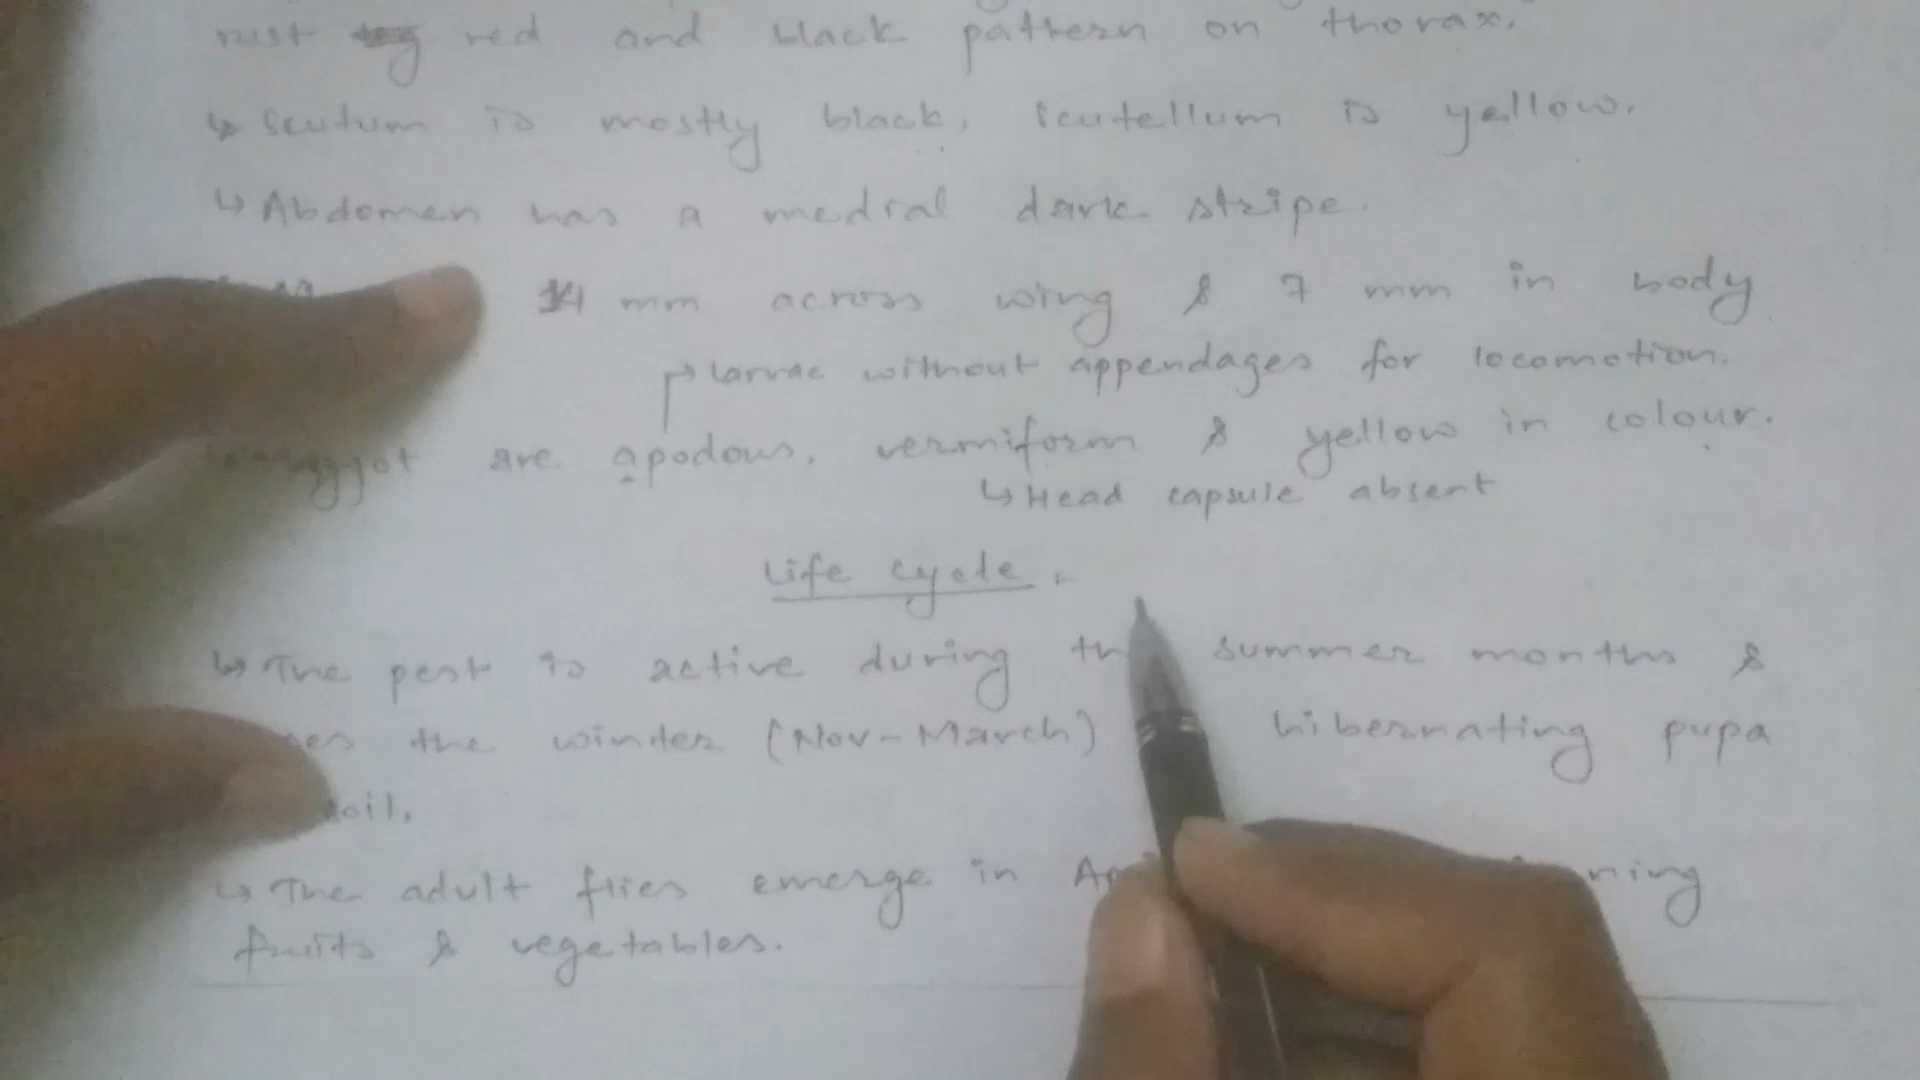 rust red and black pattern on thorax.
↳ Scutum is mostly black, scutellum is yellow.
↳ Abdomen has a medial dark stripe.
14 mm across wing & 7 mm in body
↱ larvae without appendages for locomotion.
are apodous, vermiform & yellow in colour.
↳ Head capsule absent
Life cycle.
↳ The pest is active during summer months &
the winter (Nov-March) hibernating pupa
soil.
↳ The adult flies emerge in
fruits & vegetables.